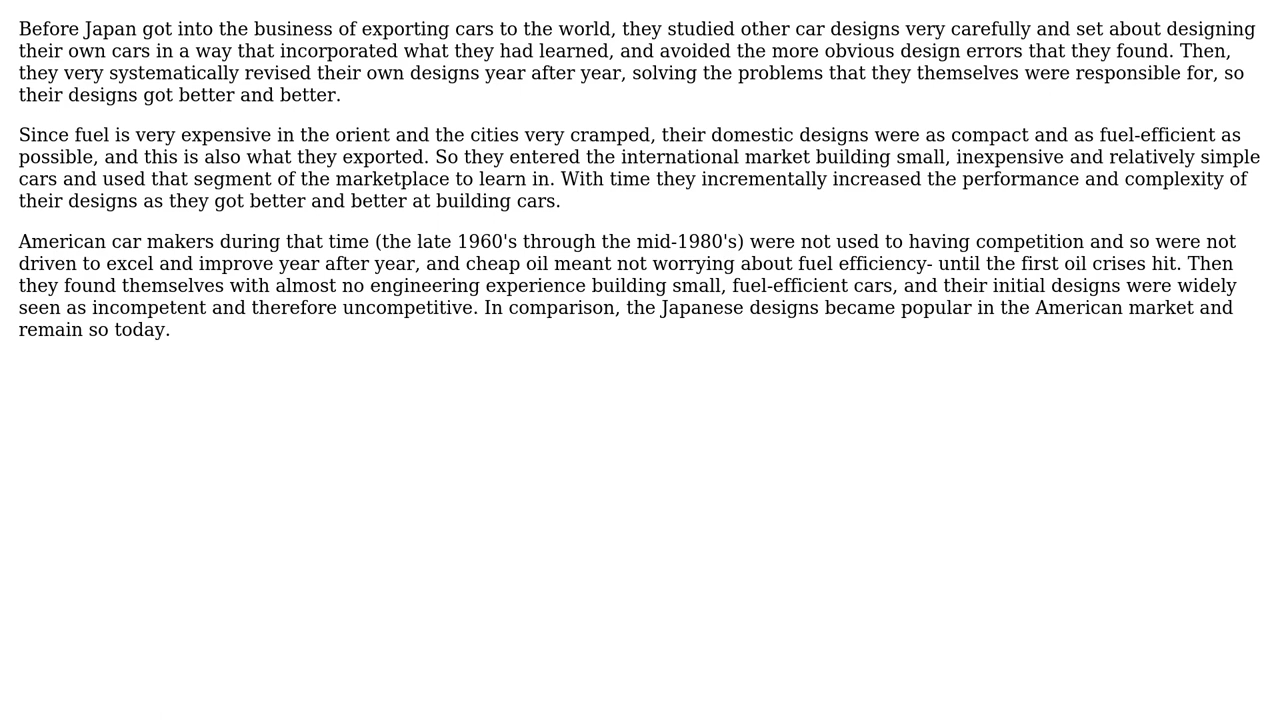 Before Japan got into the business of exporting cars to the world, they studied other car designs very carefully and set about designing
their own cars in a way that incorporated what they had learned, and avoided the more obvious design errors that they found. Then,
they very systematically revised their own designs year after year, solving the problems that they themselves were responsible for, so
their designs got better and better.
Since fuel is very expensive in the orient and the cities very cramped, their domestic designs were as compact and as fuel-efficient as
possible, and this is also what they exported. So they entered the international market building small, inexpensive and relatively simple
cars and used that segment of the marketplace to learn in. With time they incrementally increased the performance and complexity of
their designs as they got better and better at building cars.
American car makers during that time (the late 1960's through the mid-1980's) were not used to having competition and so were not
driven to excel and improve year after year, and cheap oil meant not worrying about fuel efficiency- until the first oil crises hit. Then
they found themselves with almost no engineering experience building small, fuel-efficient cars, and their initial designs were widely
seen as incompetent and therefore uncompetitive. In comparison, the Japanese designs became popular in the American market and
remain so today.